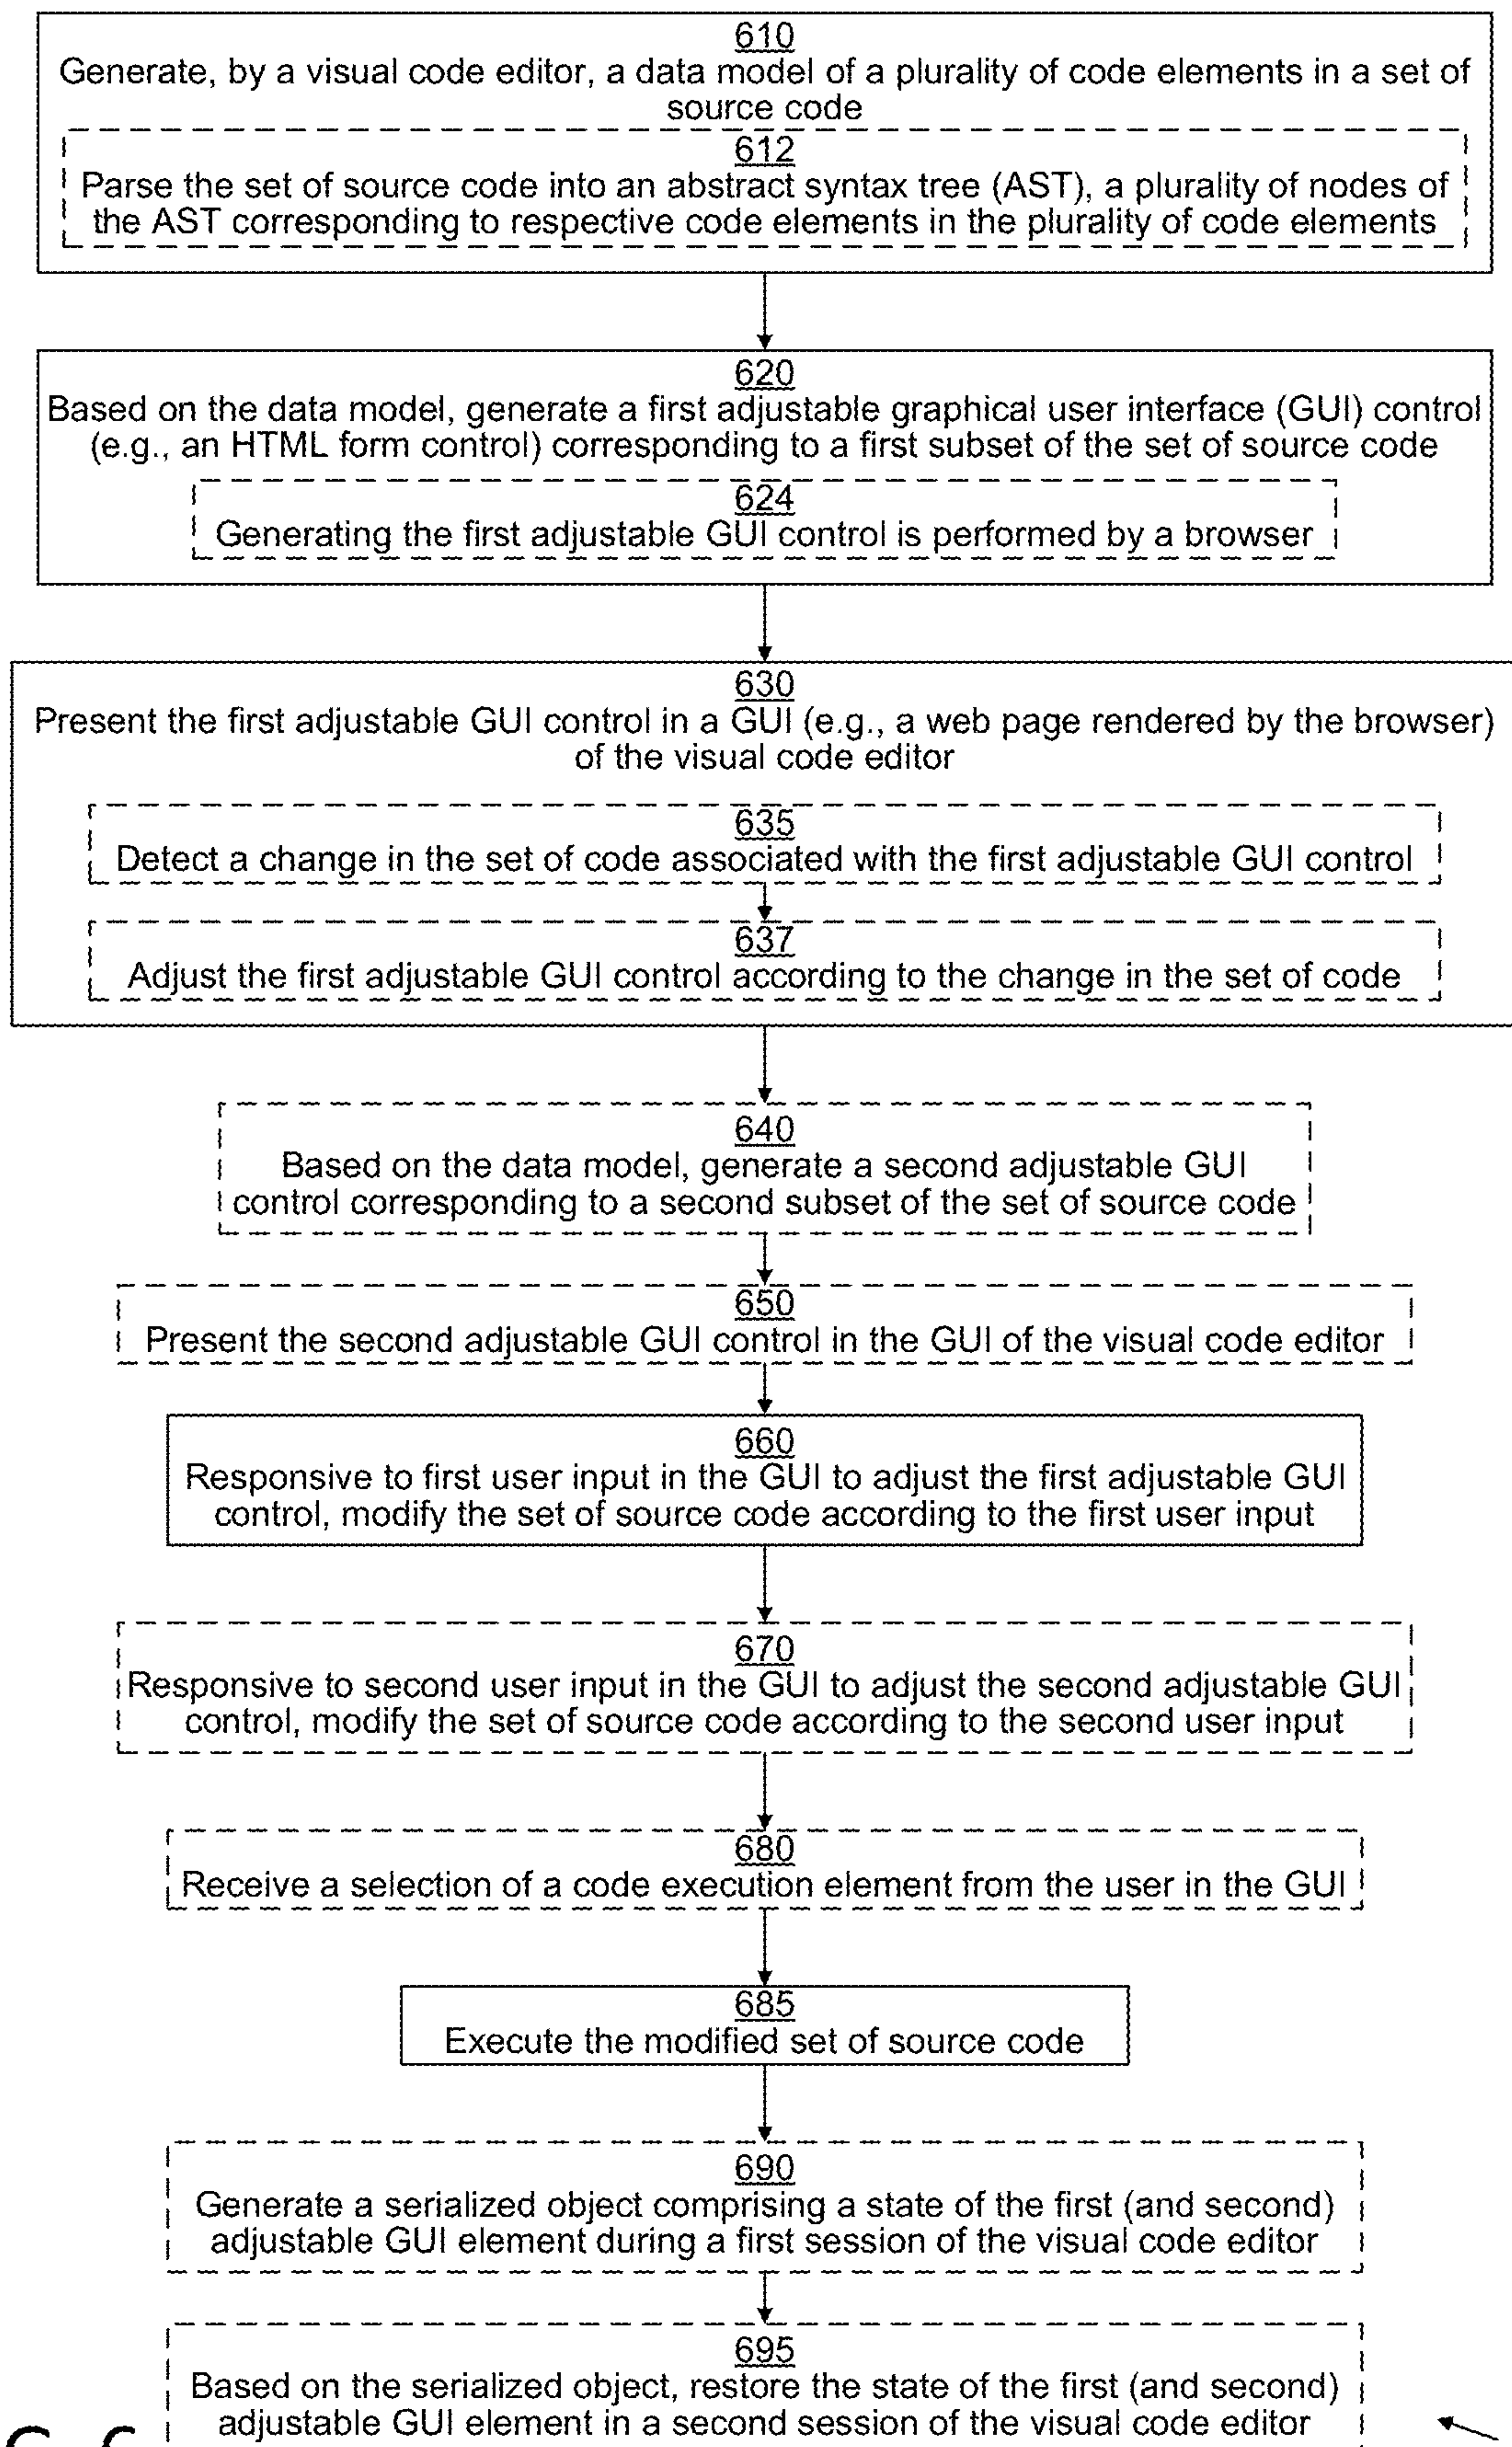 610
Generate, by a visual code editor, a data model of a plurality of code elements in a set of
source code
612
Parse the set of source code into an abstract syntax tree (AST), a plurality of nodes of
the AST corresponding to respective code elements in the plurality of code elements
620
Based on the data model, generate a first adjustable graphical user interface (GUI) control
(e.g., an HTML form control) corresponding to a first subset of the set of source code
624
Generating the first adjustable GUI control is performed by a browser
630
Present the first adjustable GUI control in a GUI (e.g., a web page rendered by the browser)
of the visual code editor
635
Detect a change in the set of code associated with the first adjustable GUI control
637
Adjust the first adjustable GUI control according to the change in the set of code
640
Based on the data model, generate a second adjustable GUI
control corresponding to a second subset of the set of source code
650
Present the second adjustable GUI control in the GUI of the visual code editor
660
Responsive to first user input in the GUI to adjust the first adjustable GUI
control, modify the set of source code according to the first user input
670
Responsive to second user input in the GUI to adjust the second adjustable GUI
control, modify the set of source code according to the second user input
680
Receive a selection of a code execution element from the user in the GUI
685
Execute the modified set of source code
690
Generate a serialized object comprising a state of the first (and second)
adjustable GUI element during a first session of the visual code editor
695
Based on the serialized object, restore the state of the first (and second)
adjustable GUI element in a second session of the visual code editor